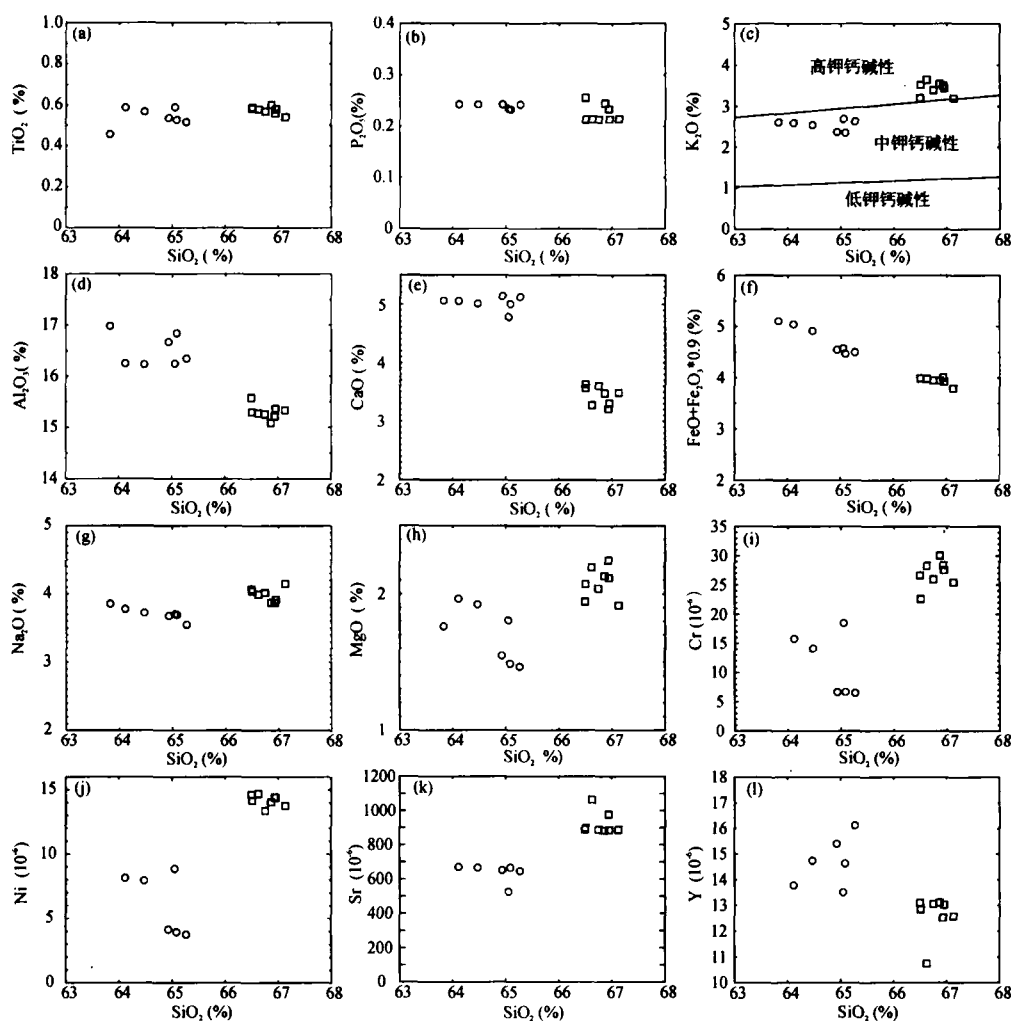 (a)
TiO₂ (%)
1.0
0.8
0.6
0.4
0.2
0
63 64 65 66 67 68
SiO₂ ( %)
(b)
P₂O₅(%)
0.4
0.3
0.2
0.1
0
63 64 65 66 67 68
SiO₂ ( %)
(c)
K₂O (%)
5
4
3
2
1
0
高钾钙碱性
中钾钙碱性
低钾钙碱性
63 64 65 66 67 68
SiO₂ ( %)
(d)
Al₂O₃( %)
18
17
16
15
14
63 64 65 66 67 68
SiO₂ (%)
(e)
CaO (%)
5
4
3
2
63 64 65 66 67 68
SiO₂ ( %)
(f)
FeO+Fe₂O₃*0.9 (%)
6
5
4
3
2
63 64 65 66 67 68
SiO₂ ( %)
(g)
Na₂O (%)
5
4
3
2
63 64 65 66 67 68
SiO₂ (%)
(h)
MgO (%)
2
1
63 64 65 66 67 68
SiO₂ %)
(i)
Cr (10⁻⁶)
35
30
25
20
15
10
5
0
63 64 65 66 67 68
SiO₂ (%)
(j)
Ni (10⁻⁶)
15
10
5
0
63 64 65 66 67 68
SiO₂ (%)
(k)
Sr (10⁻⁶)
1200
1000
800
600
400
200
0
63 64 65 66 67 68
SiO₂ (%)
(l)
Y (10⁻⁶)
18
17
16
15
14
13
12
11
10
63 64 65 66 67 68
SiO₂ (%)